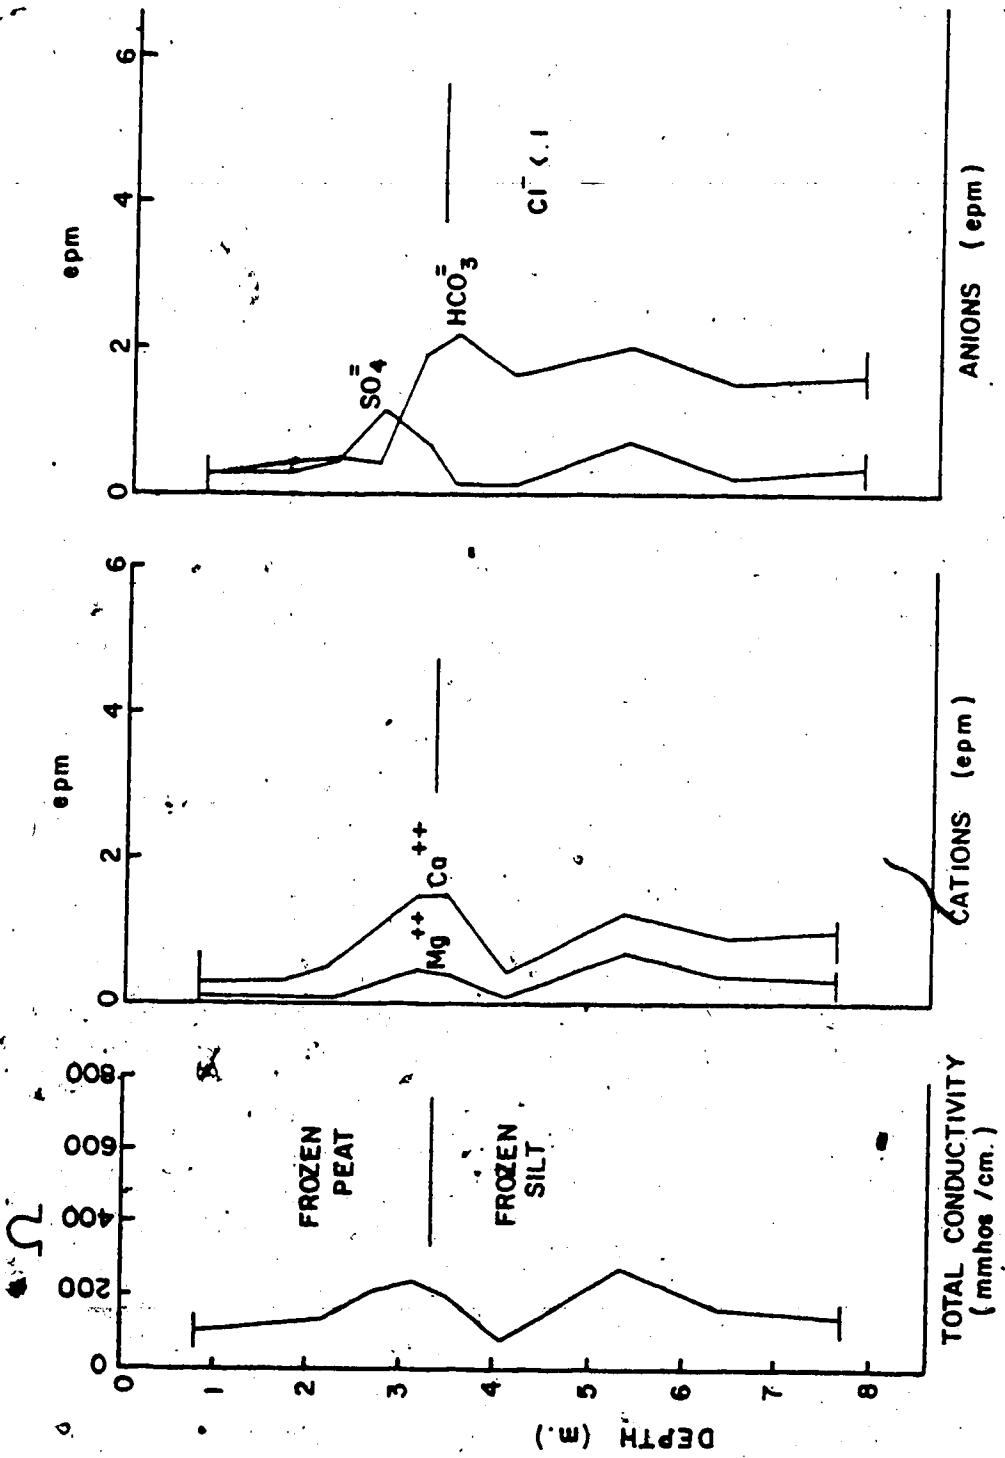 Ω
0 200 400 600 800
0
1
2
3
4
5
6
7
8
DEPTH (m.)
FROZEN
PEAT
FROZEN
SILT
TOTAL CONDUCTIVITY
(mmhos/cm.)
epm
0 2 4 6
Mg++
Ca++
CATIONS (epm)
epm
0 2 4 6
SO4=
HCO3=
Cl- <.1
ANIONS (epm)